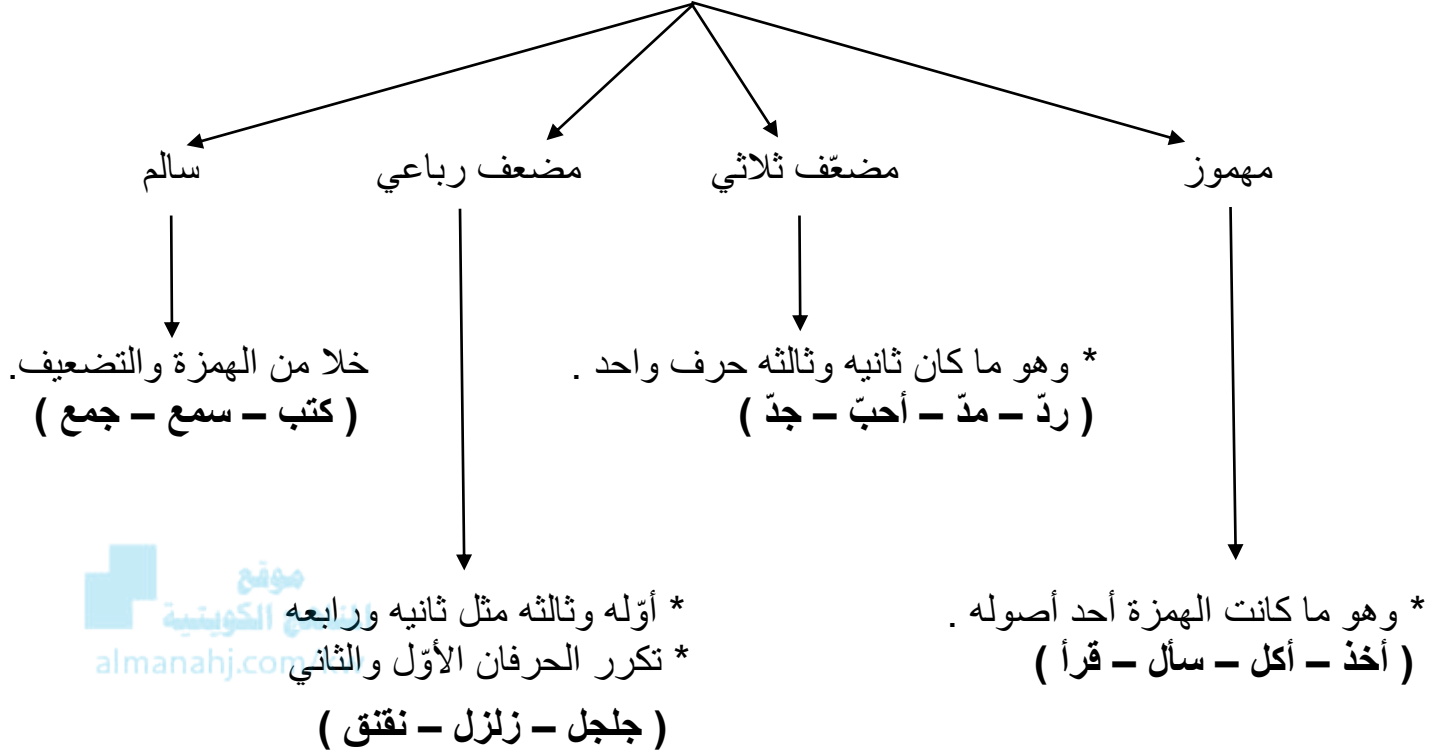 مهموز
مضعّف ثلاثي
مضعف رباعي
سالم
* وهو ما كان ثانيه وثالثه حرف واحد .
( ردّ – مدّ – أحبّ – جدّ )
خلا من الهمزة والتضعيف.
( كتب – سمع – جمع )
* وهو ما كانت الهمزة أحد أصوله .
( أخذ – أكل – سأل – قرأ )
* أوّله وثالثه مثل ثانيه ورابعه
* تكرر الحرفان الأوّل والثاني
( جلجل – زلزل – نقنق )
موقع
المناهج الكويتية
almanahj.com/kw